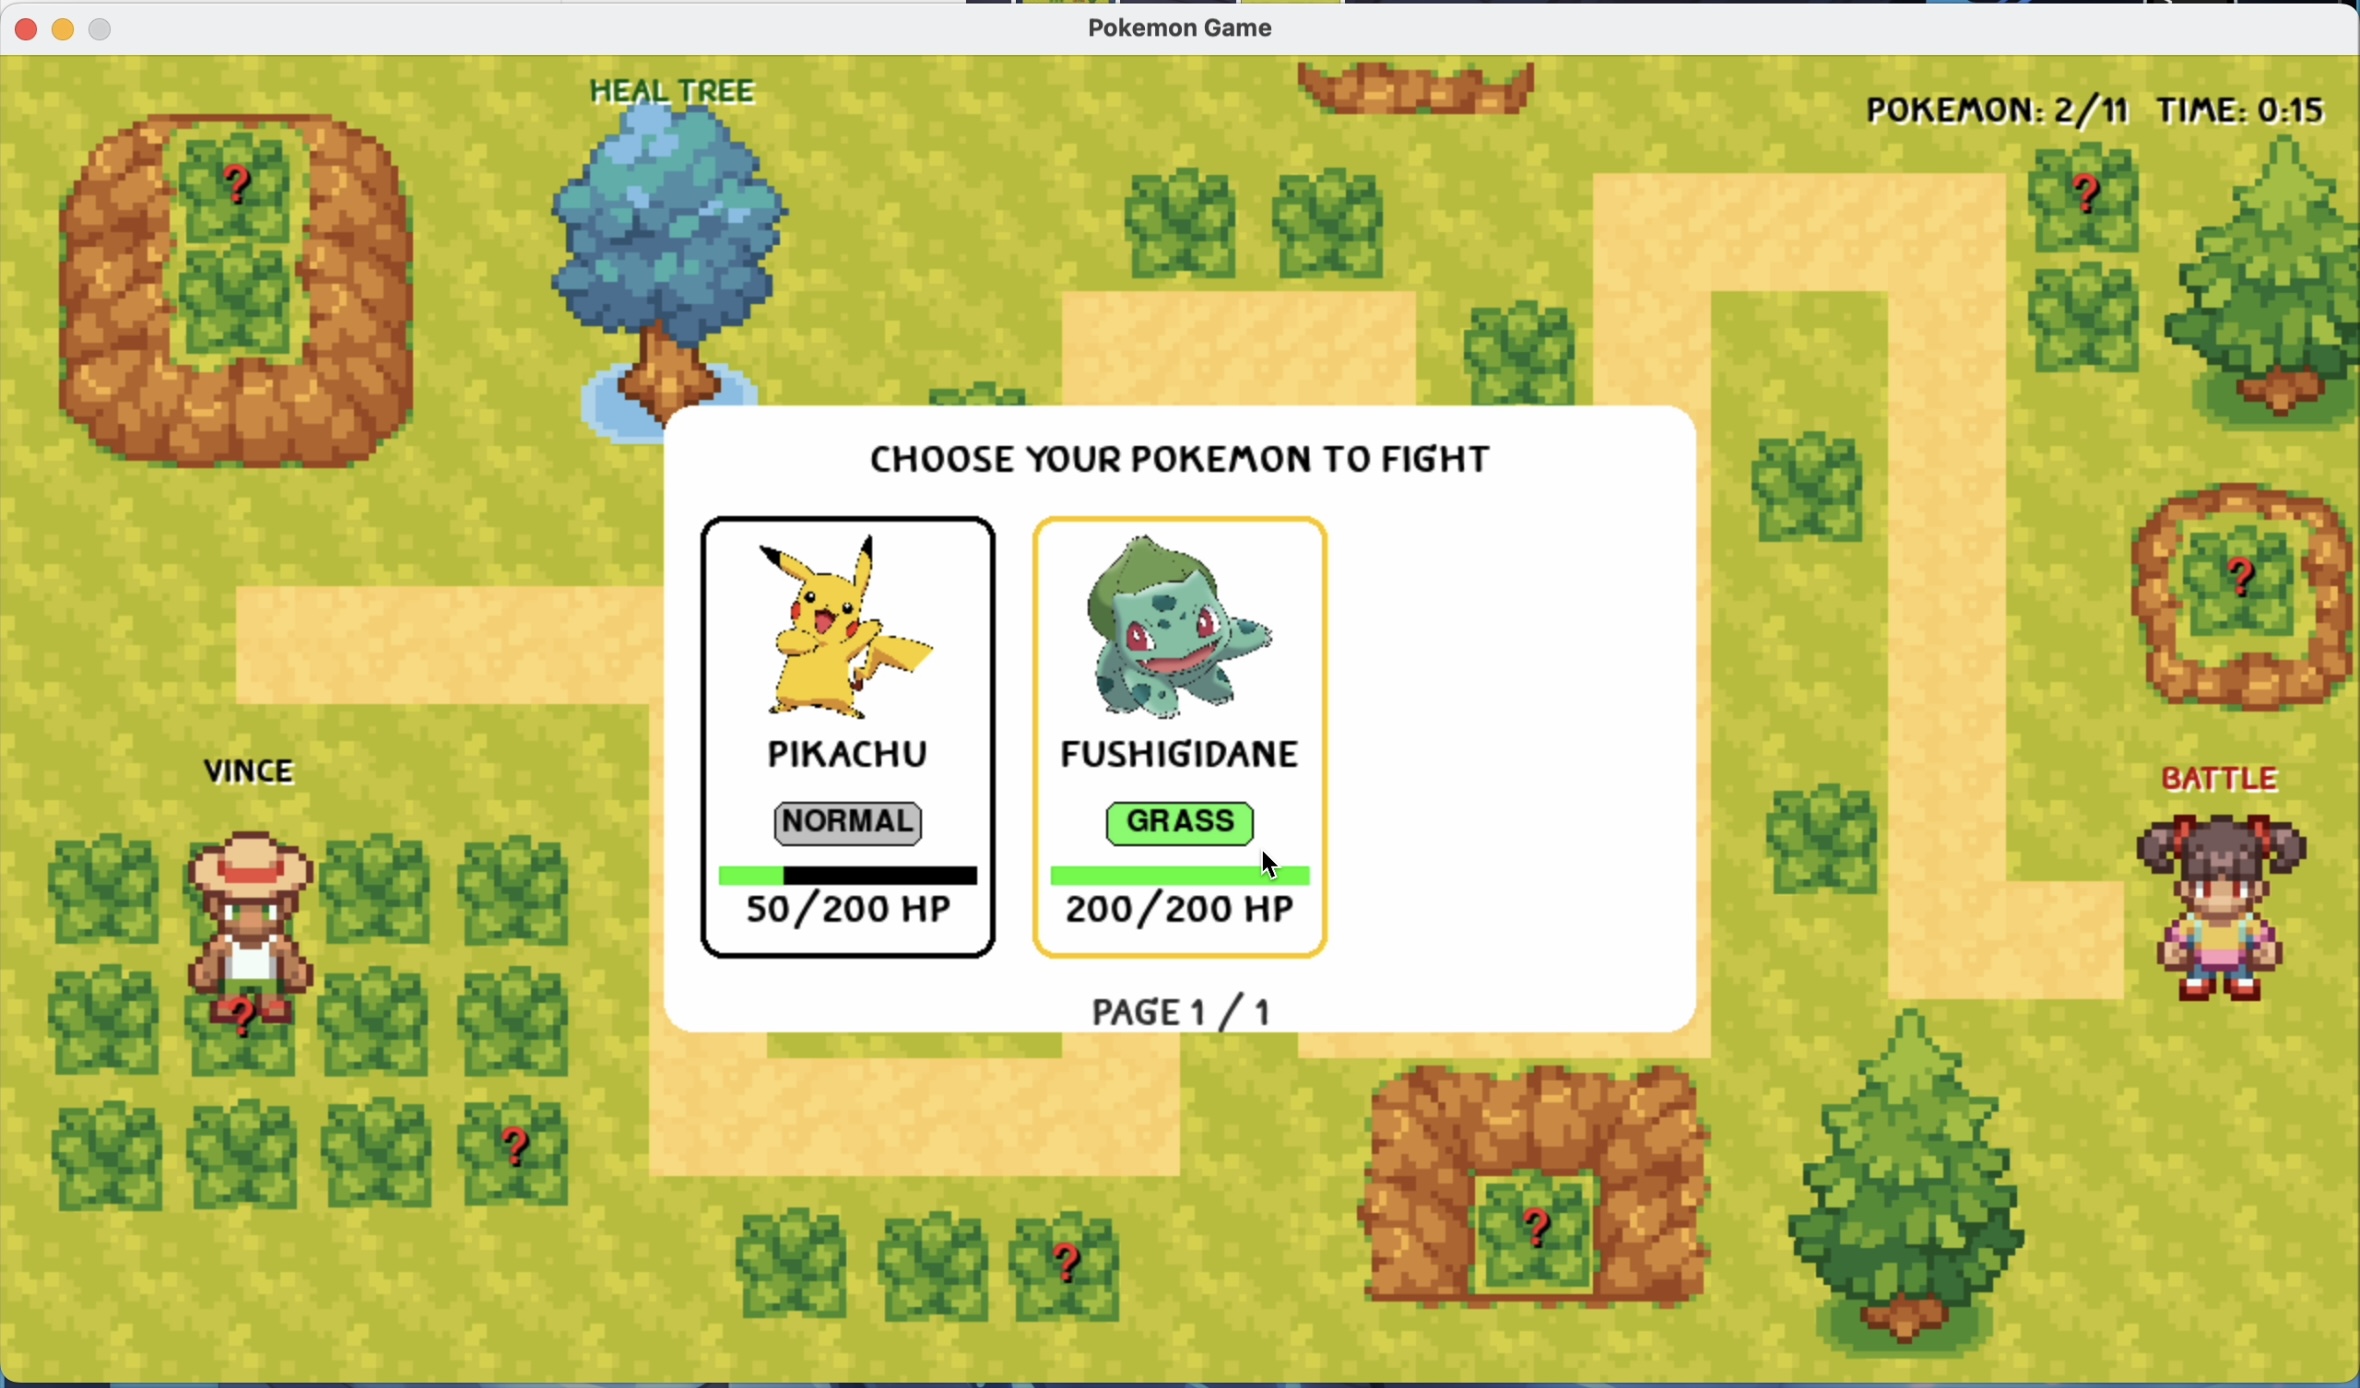 Pokemon Game
HEAL TREE
POKEMON: 2/11 TIME: 0:15
?
?
CHOOSE YOUR POKEMON TO FIGHT
?
PIKACHU
FUSHIGIDANE
VINCE
BATTLE
NORMAL
GRASS
50/200 HP
200/200 HP
PAGE 1 / 1
?
?
?
?